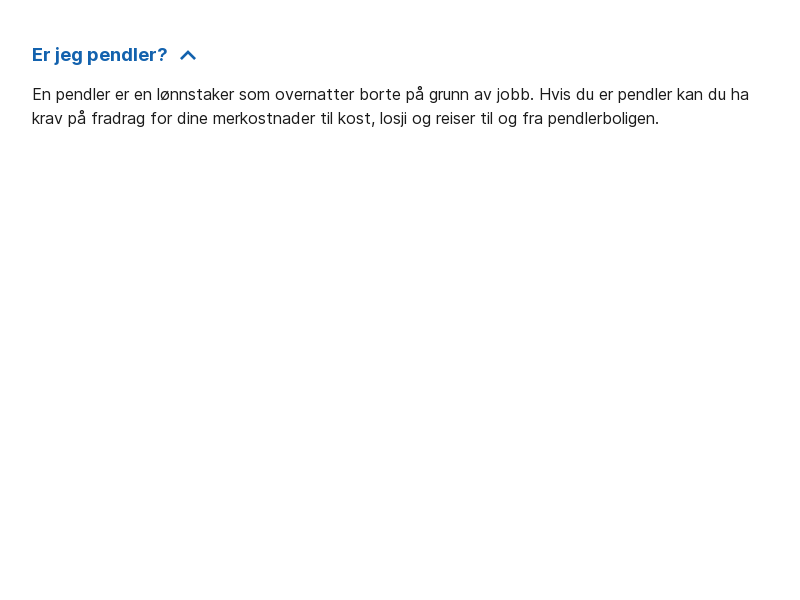 Er jeg pendler?
En pendler er en lønnstaker som overnatter borte på grunn av jobb. Hvis du er pendler kan du ha
krav på fradrag for dine merkostnader til kost, losji og reiser til og fra pendlerboligen.